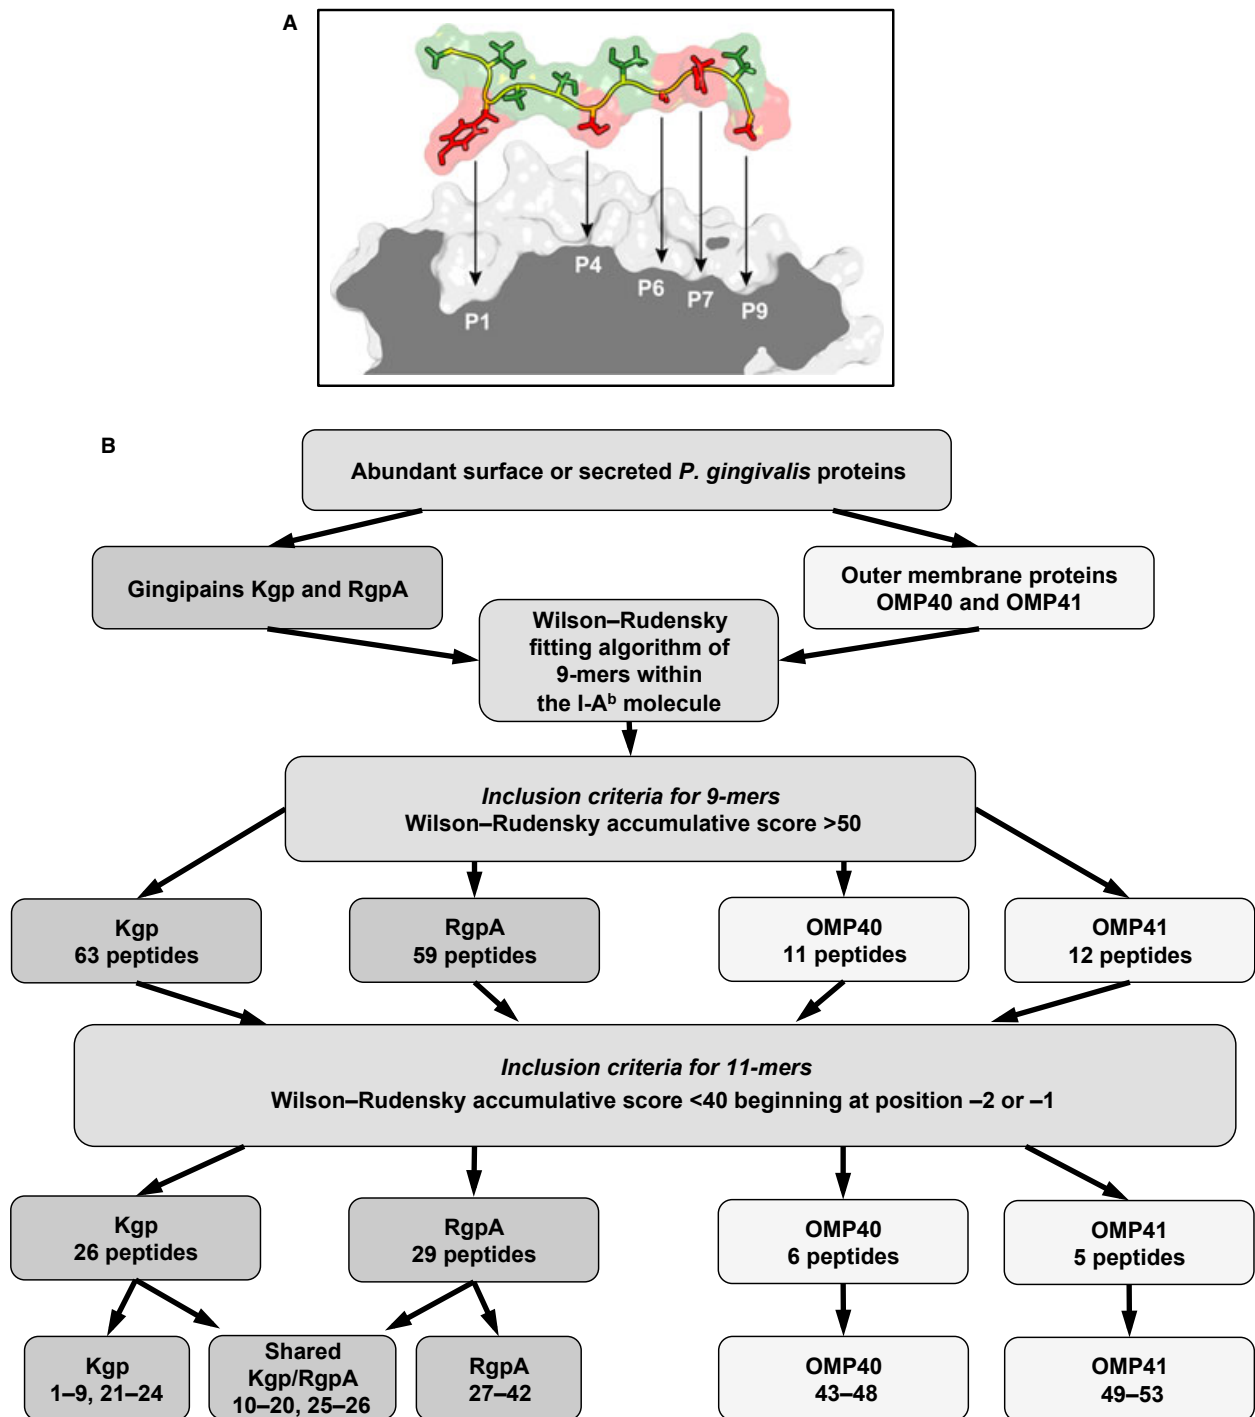 A
P1
P4
P6
P7
P9
B
Abundant surface or secreted P. gingivalis proteins
Gingipains Kgp and RgpA
Outer membrane proteins
OMP40 and OMP41
Wilson–Rudensky
fitting algorithm of
9-mers within
the I-Aᵇ molecule
Inclusion criteria for 9-mers
Wilson–Rudensky accumulative score >50
Kgp
63 peptides
RgpA
59 peptides
OMP40
11 peptides
OMP41
12 peptides
Inclusion criteria for 11-mers
Wilson–Rudensky accumulative score <40 beginning at position –2 or –1
Kgp
26 peptides
RgpA
29 peptides
OMP40
6 peptides
OMP41
5 peptides
Kgp
1–9, 21–24
Shared
Kgp/RgpA
10–20, 25–26
RgpA
27–42
OMP40
43–48
OMP41
49–53